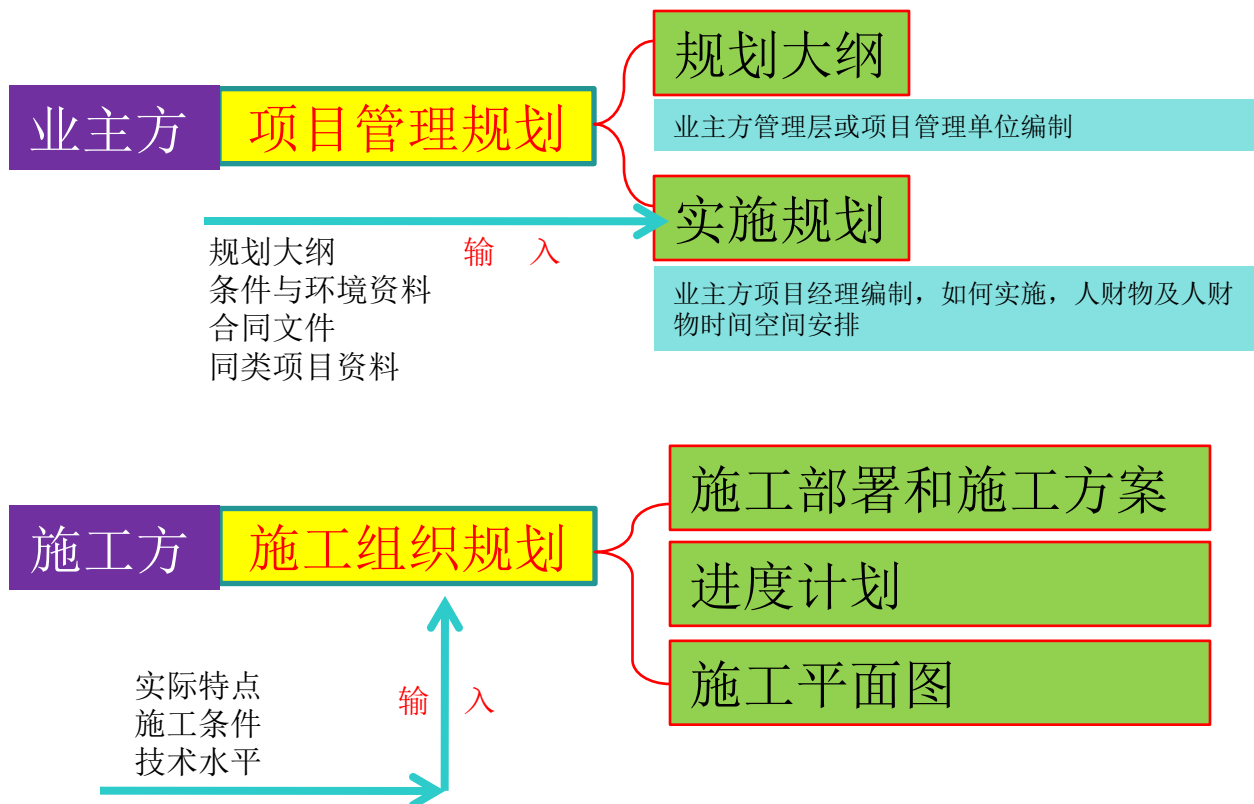 规划大纲
业主方
项目管理规划
业主方管理层或项目管理单位编制
实施规划
输 入
规划大纲
条件与环境资料
合同文件
同类项目资料
业主方项目经理编制，如何实施，人财物及人财
物时间空间安排
施工部署和施工方案
施工方
施工组织规划
进度计划
施工平面图
输 入
实际特点
施工条件
技术水平